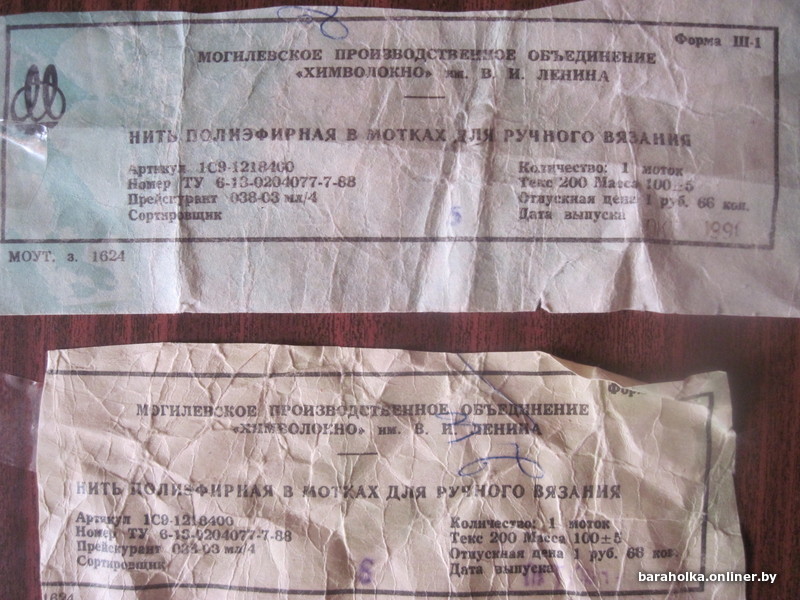 Форма Ш-1
МОГИЛЕВСКОЕ ПРОИЗВОДСТВЕННОЕ ОБЪЕДИНЕНИЕ
«ХИМВОЛОКНО» им. В. И. ЛЕНИНА
НИТЬ ПОЛИЭФИРНАЯ В МОТКАХ ДЛЯ РУЧНОГО ВЯЗАНИЯ
Артикул 1С9-1218400
Номер ТУ 6-13-0204077-7-88
Прейскурант 038-03 мл/4
Сортировщик
Количество: 1 моток
Текс 200 Масса 100±5
Отпускная цена 1 руб. 66 коп.
Дата выпуска 1991
МОУТ. з. 1624
МОГИЛЕВСКОЕ ПРОИЗВОДСТВЕННОЕ ОБЪЕДИНЕНИЕ
«ХИМВОЛОКНО» им. В. И. ЛЕНИНА
НИТЬ ПОЛИЭФИРНАЯ В МОТКАХ ДЛЯ РУЧНОГО ВЯЗАНИЯ
Артикул 1С9-1218400
Номер ТУ 6-13-0204077-7-88
Прейскурант 038-03 мл/4
Сортировщик 6
Количество: 1 моток
Текс 200 Масса 100±5
Отпускная цена 1 руб. 66 коп.
Дата выпуска
1624
baraholka.onliner.by